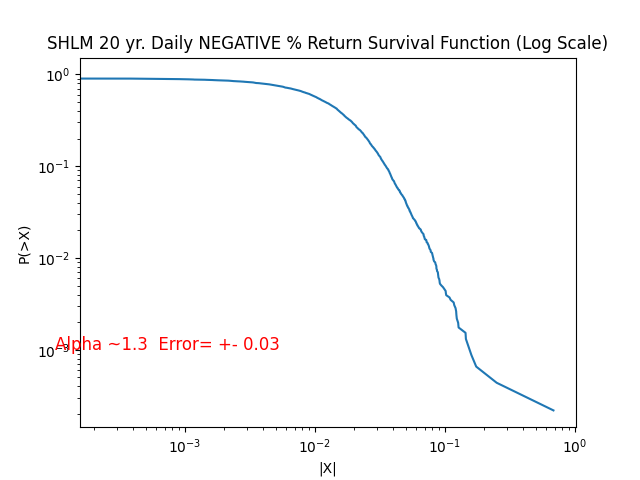 SHLM 20 yr. Daily NEGATIVE % Return Survival Function (Log Scale)
10⁰
10⁻¹
P(>X)
10⁻²
10⁻³
Alpha ~1.3 Error= +- 0.03
10⁻³
10⁻²
10⁻¹
10⁰
|X|